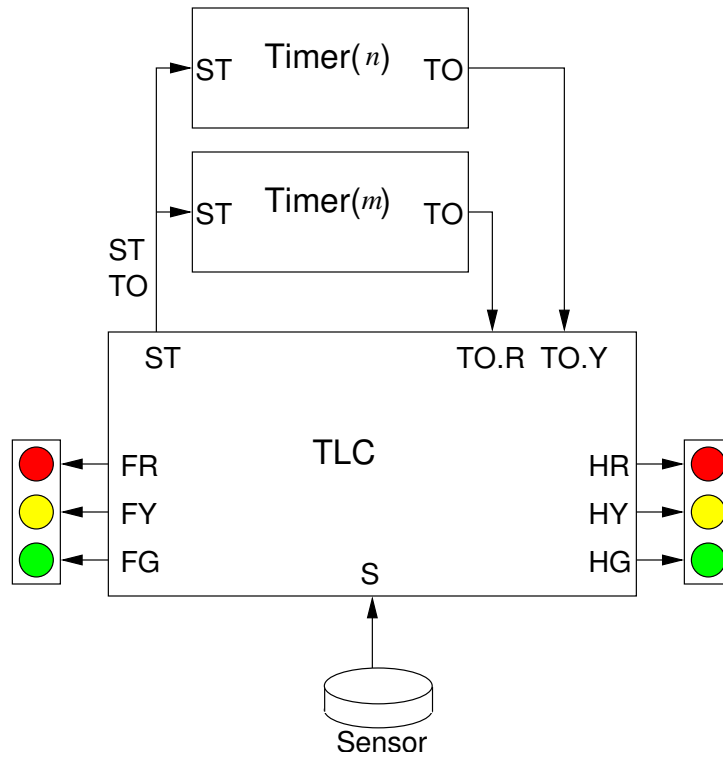 ST Timer(n) TO
ST Timer(m) TO
ST
TO
ST TO.R TO.Y
TLC
FR HR
FY HY
FG HG
S
Sensor